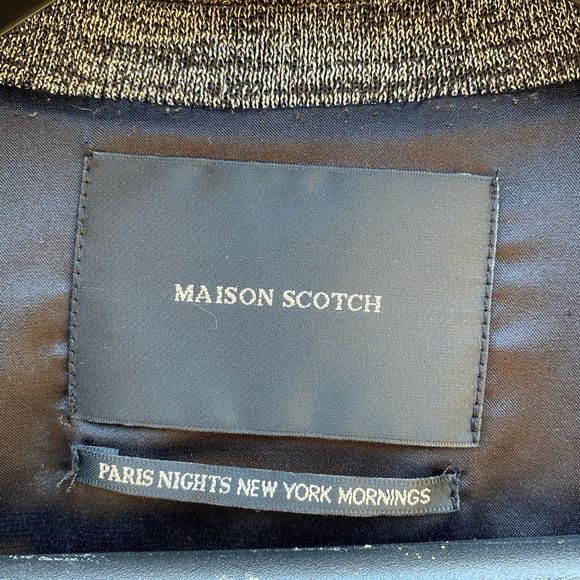 MAISON SCOTCH
PARIS NIGHTS NEW YORK MORNINGS